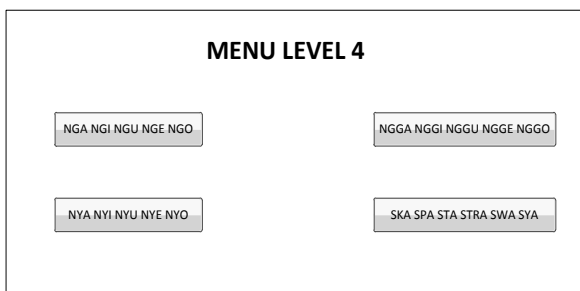 MENU LEVEL 4
NGA NGI NGU NGE NGO
NGGA NGGI NGGU NGGE NGGO
NYA NYI NYU NYE NYO
SKA SPA STA STRA SWA SYA